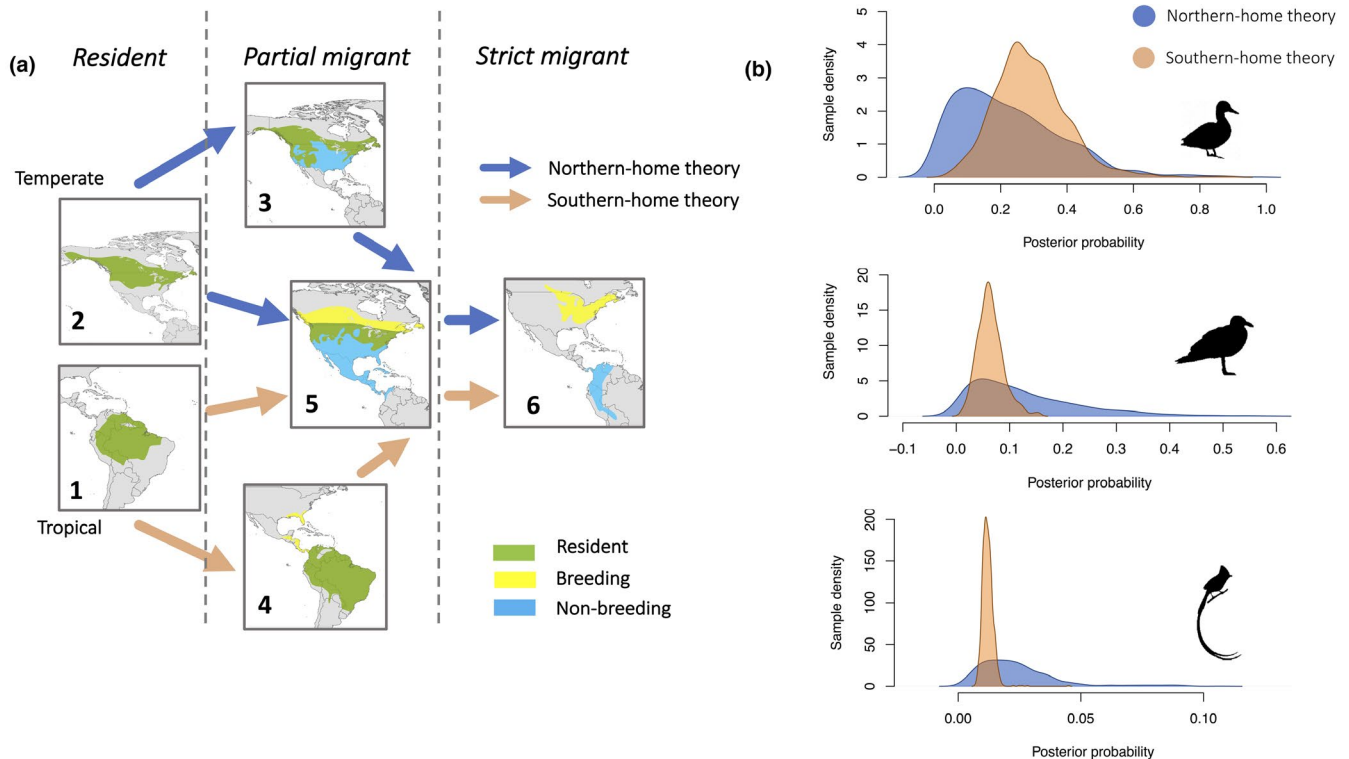 (a)
Resident
Partial migrant
Strict migrant
Temperate
Tropical
1
2
3
4
5
6
Northern-home theory
Southern-home theory
Resident
Breeding
Non-breeding
(b)
Northern-home theory
Southern-home theory
Sample density
0 1 2 3 4 5
0.0 0.2 0.4 0.6 0.8 1.0
Posterior probability
Sample density
0 5 10 15 20
−0.1 0.0 0.1 0.2 0.3 0.4 0.5 0.6
Posterior probability
Sample density
0 50 100 150 200
0.00 0.05 0.10
Posterior probability